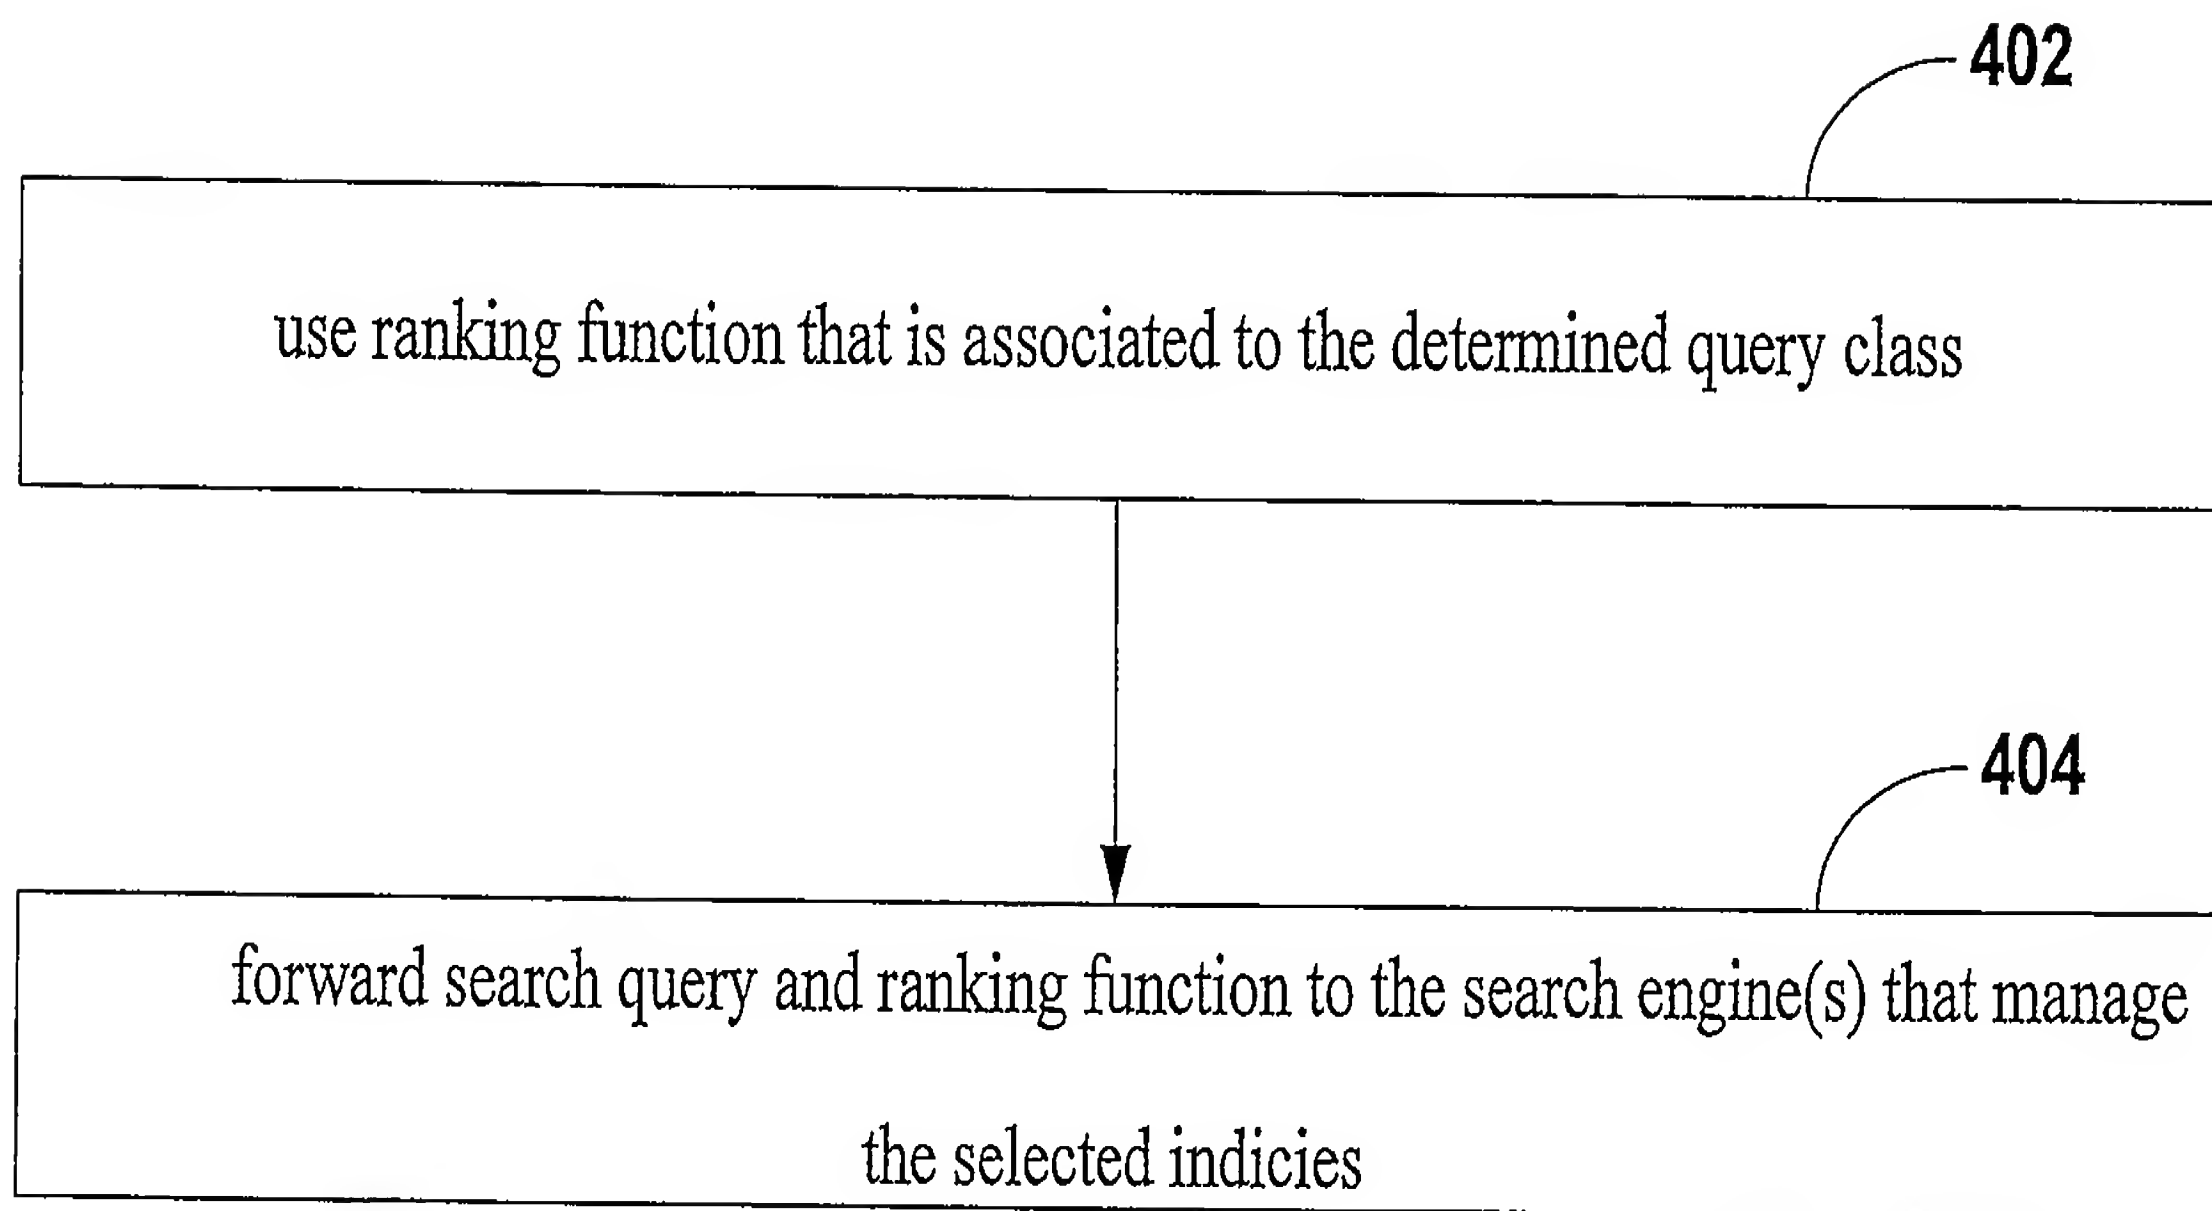 402
use ranking function that is associated to the determined query class
404
forward search query and ranking function to the search engine(s) that manage
the selected indicies